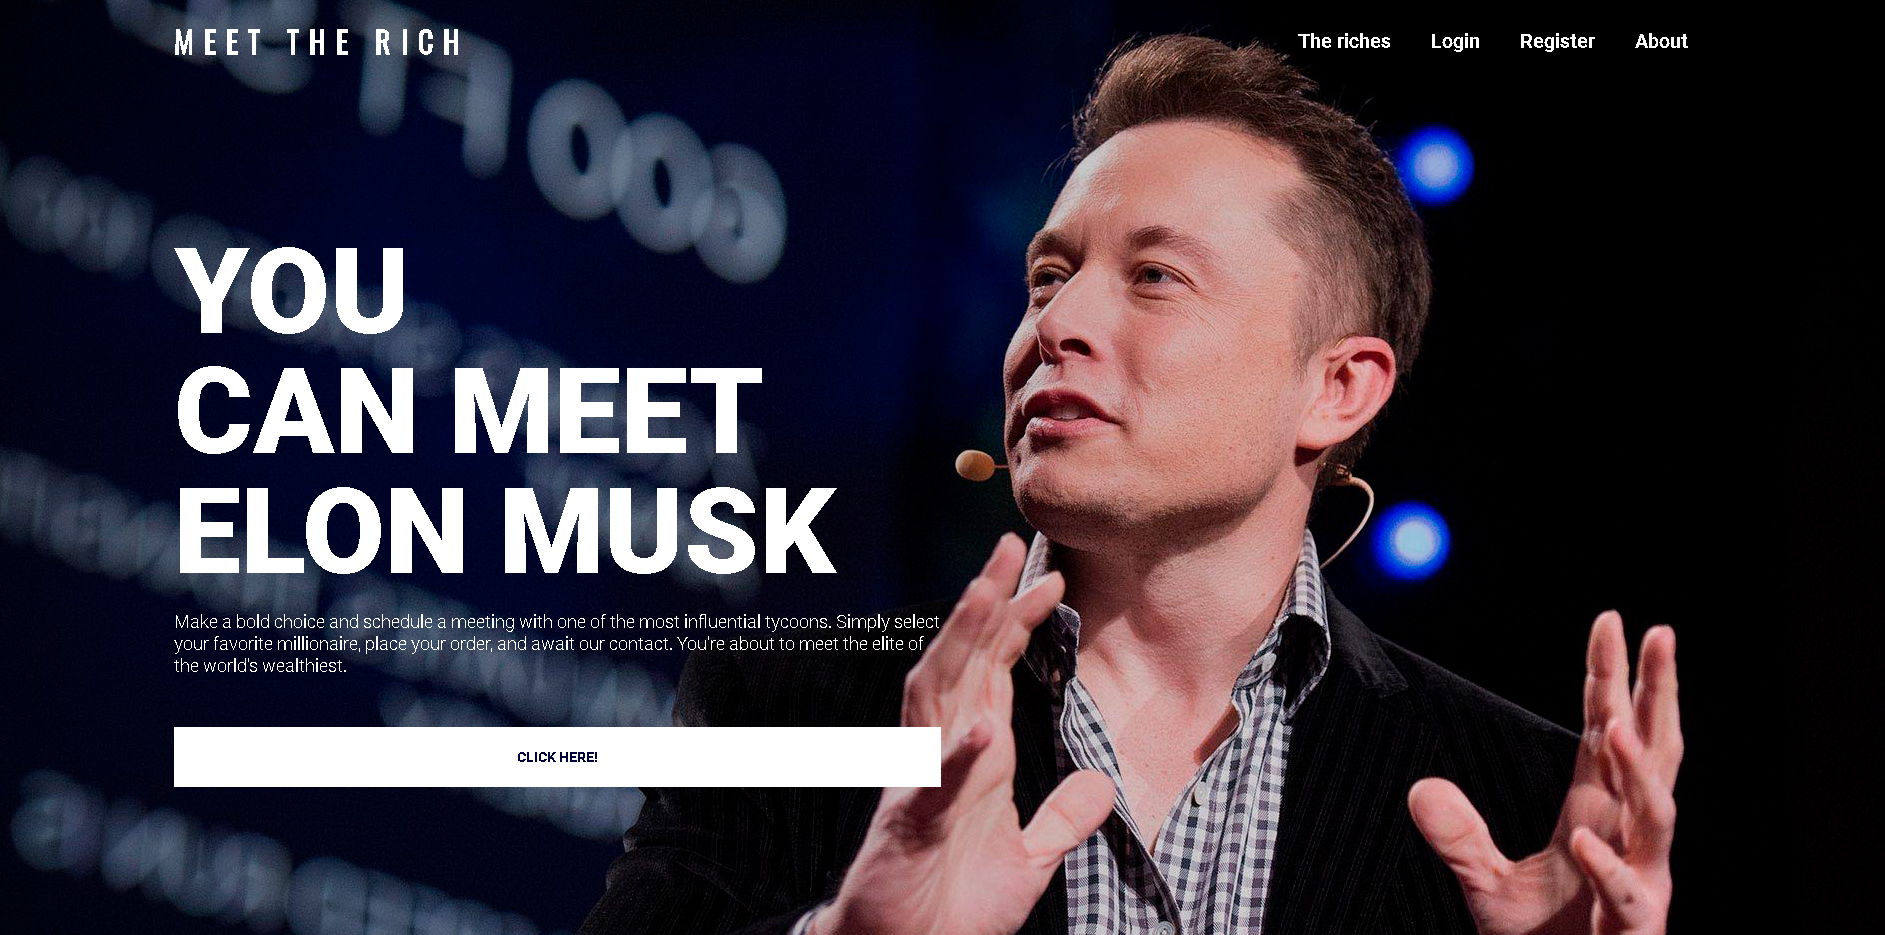 MEET THE RICH
The riches Login Register About
YOU
CAN MEET
ELON MUSK
Make a bold choice and schedule a meeting with one of the most influential tycoons. Simply select
your favorite millionaire, place your order, and await our contact. You're about to meet the elite of
the world's wealthiest.
CLICK HERE!